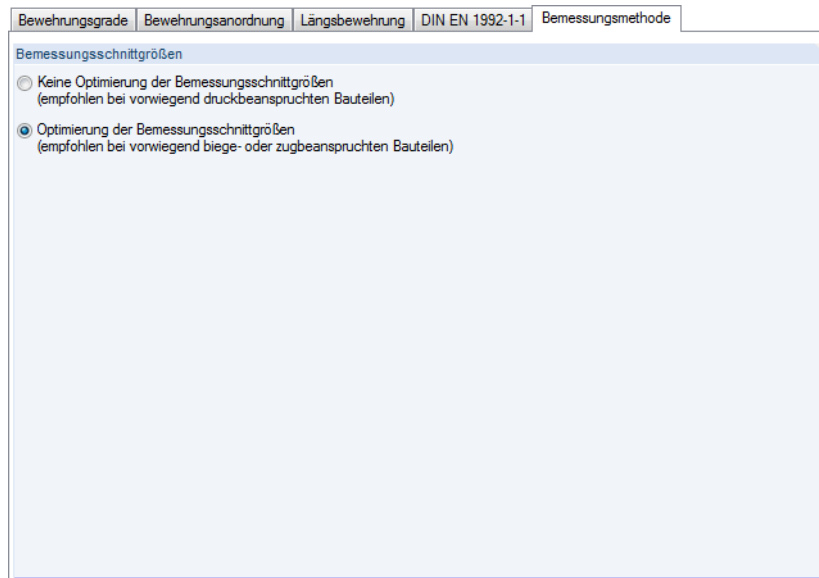 Bewehrungsgrade Bewehrungsanordnung Längsbewehrung DIN EN 1992-1-1 Bemessungsmethode
Bemessungsschnittgrößen
Keine Optimierung der Bemessungsschnittgrößen
(empfohlen bei vorwiegend druckbeanspruchten Bauteilen)
Optimierung der Bemessungsschnittgrößen
(empfohlen bei vorwiegend biege- oder zugbeanspruchten Bauteilen)